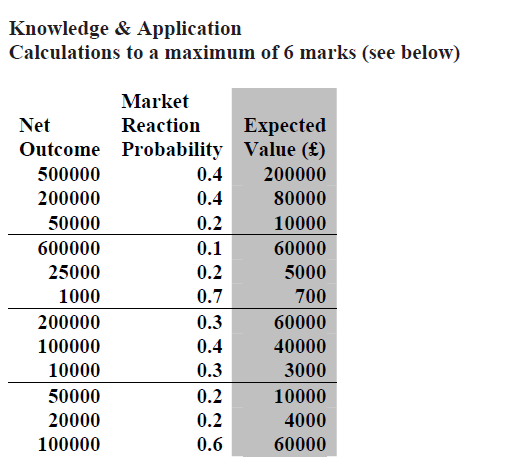 Knowledge & Application
Calculations to a maximum of 6 marks (see below)
Market
Net Reaction Expected
Outcome Probability Value (£)
500000 0.4 200000
200000 0.4 80000
50000 0.2 10000
600000 0.1 60000
25000 0.2 5000
1000 0.7 700
200000 0.3 60000
100000 0.4 40000
10000 0.3 3000
50000 0.2 10000
20000 0.2 4000
100000 0.6 60000